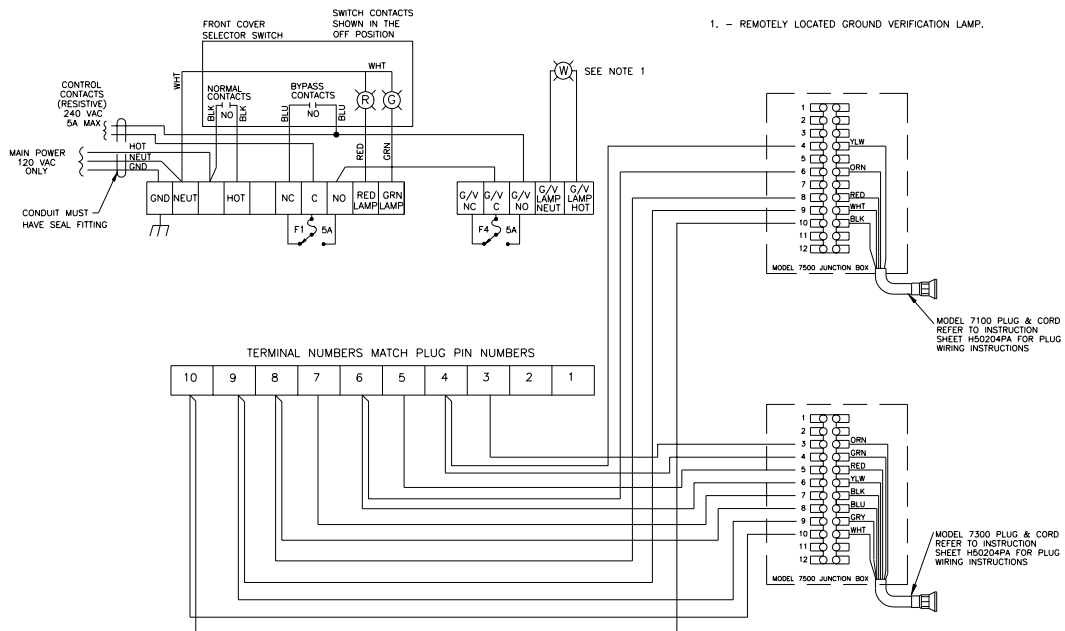 SWITCH CONTACTS
SHOWN IN THE
OFF POSITION
FRONT COVER
SELECTOR SWITCH
1. – REMOTELY LOCATED GROUND VERIFICATION LAMP.
WHT
WHT
NORMAL
CONTACTS
NO
BLK
BLK
BYPASS
CONTACTS
NO
BLU
BLU
R
G
RED
GRN
W
SEE NOTE 1
CONTROL
CONTACTS
(RESISTIVE)
240 VAC
5A MAX
MAIN POWER
120 VAC
ONLY
HOT
NEUT
GND
CONDUIT MUST
HAVE SEAL FITTING
GND
NEUT
HOT
NC
C
NO
RED
LAMP
GRN
LAMP
F1
5A
G/V
NC
G/V
C
G/V
NO
G/V
LAMP
NEUT
G/V
LAMP
HOT
F4
5A
1
2
3
4
5
6
7
8
9
10
11
12
YLW
ORN
RED
WHT
BLK
MODEL 7500 JUNCTION BOX
MODEL 7100 PLUG & CORD
REFER TO INSTRUCTION
SHEET H50204PA FOR PLUG
WIRING INSTRUCTIONS
TERMINAL NUMBERS MATCH PLUG PIN NUMBERS
10 9 8 7 6 5 4 3 2 1
1
2
3
4
5
6
7
8
9
10
11
12
ORN
GRN
RED
YLW
BLK
BLU
GRY
WHT
MODEL 7500 JUNCTION BOX
MODEL 7300 PLUG & CORD
REFER TO INSTRUCTION
SHEET H50204PA FOR PLUG
WIRING INSTRUCTIONS